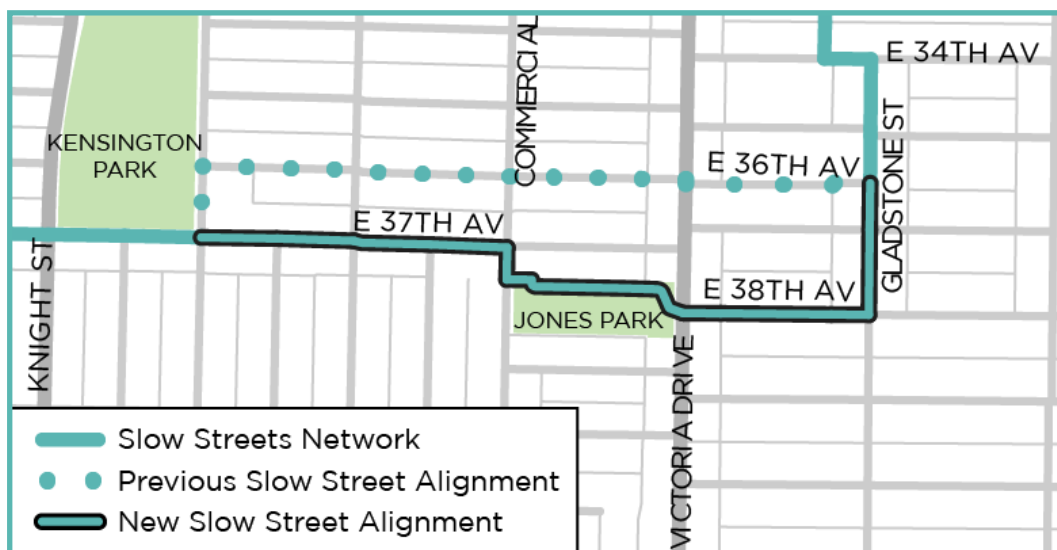 E 34TH AV
COMMERCIAL
GLADSTONE ST
KENSINGTON
PARK
E 36TH AV
E 37TH AV
KNIGHT ST
E 38TH AV
JONES PARK
VICTORIA DRIVE
Slow Streets Network
Previous Slow Street Alignment
New Slow Street Alignment